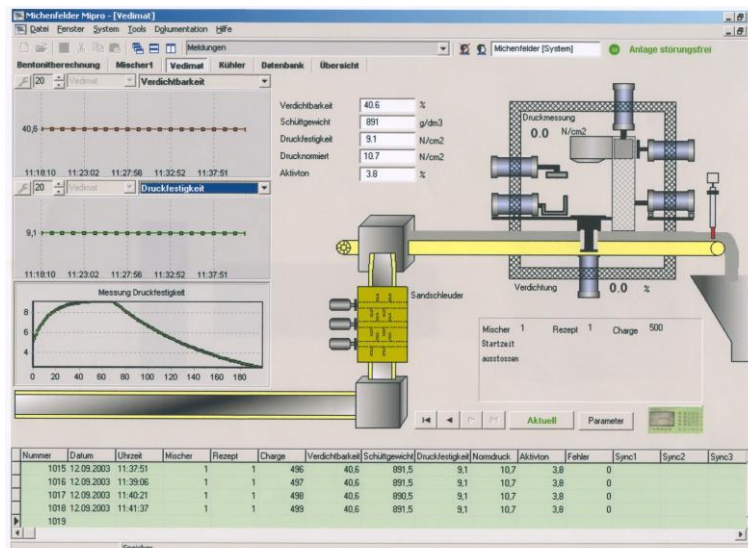 Michenfelder Mipro - [Vedimat]
Datei Fenster System Tools Dokumentation Hilfe
Meldungen Michenfelder [System] Anlage störungsfrei
Bentonitberechnung Mischer1 Vedimat Kühler Datenbank Übersicht
20 Vedimat Verdichtbarkeit
40,6
11:18:10 11:23:02 11:27:56 11:32:52 11:37:51
20 Vedimat Druckfestigkeit
9,1
11:18:10 11:23:02 11:27:56 11:32:52 11:37:51
Messung Druckfestigkeit
8
6
4
0 20 40 60 80 100 120 140 160 180
Verdichtbarkeit 40.6 %
Schüttgewicht 891 g/dm3
Druckfestigkeit 9.1 N/cm2
Drucknormiert 10.7 N/cm2
Aktivton 3.8 %
Druckmessung
0.0 N/cm2
Verdichtung 0.0 %
Sandschleuder
Mischer 1 Rezept 1 Charge 500
Startzeit
ausstossen
Aktuell Parameter
Nummer Datum Uhrzeit Mischer Rezept Charge Verdichtbarkeit Schüttgewicht Druckfestigkeit Normdruck Aktivton Fehler Sync1 Sync2 Sync3
1015 12.09.2003 11:37:51 1 1 496 40,6 891,5 9,1 10,7 3,8 0
1016 12.09.2003 11:39:06 1 1 497 40,6 891,5 9,1 10,7 3,8 0
1017 12.09.2003 11:40:21 1 1 498 40,6 890,5 9,1 10,7 3,8 0
1018 12.09.2003 11:41:37 1 1 499 40,6 891,5 9,1 10,7 3,8 0
1019